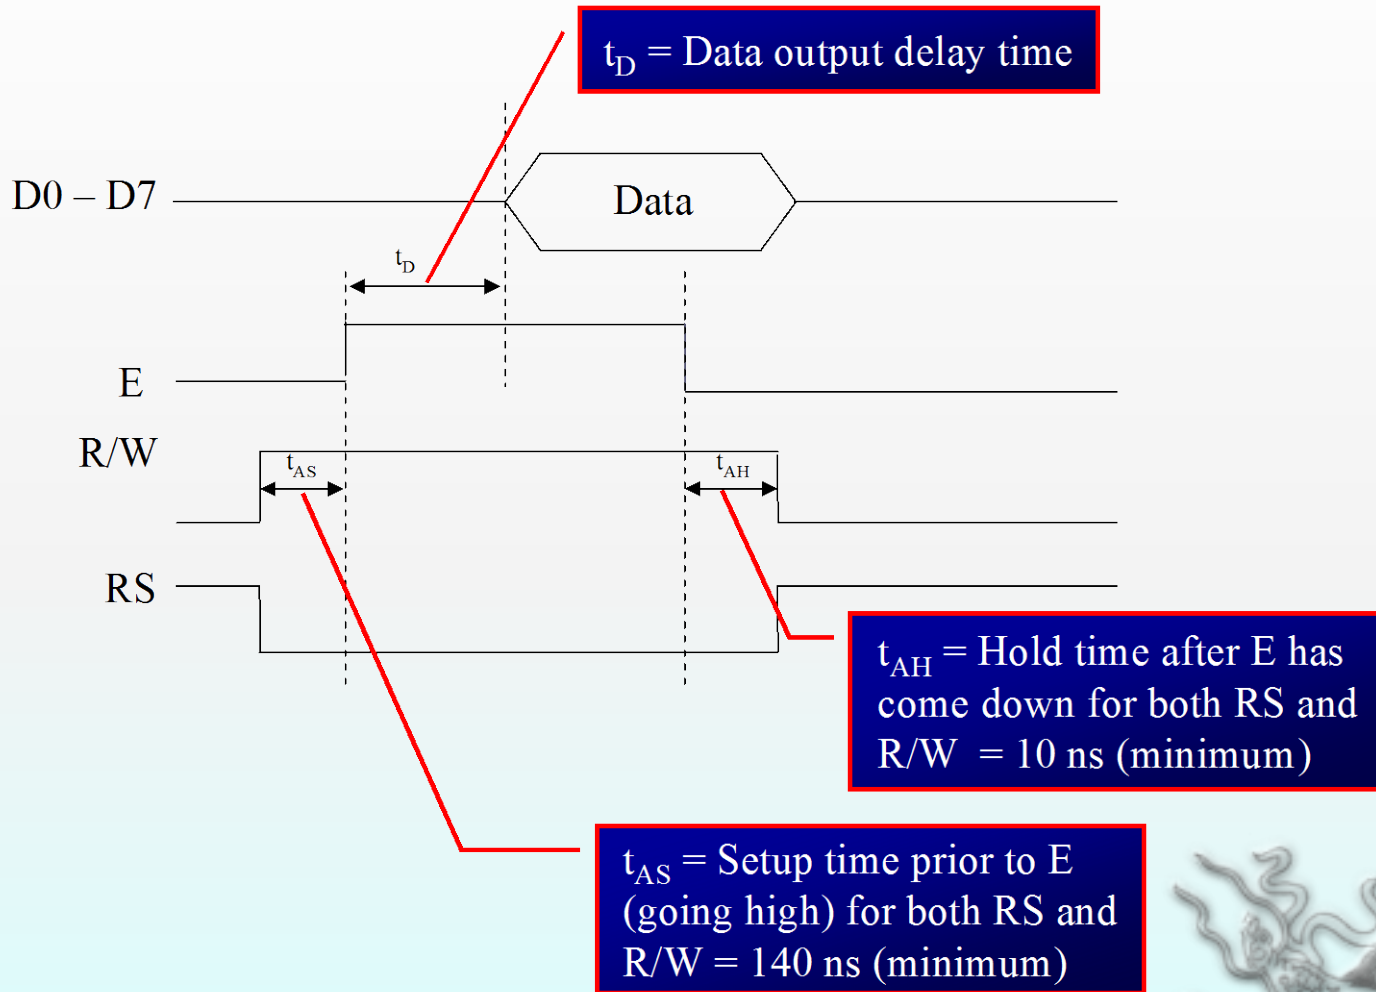 tD = Data output delay time
D0 – D7
Data
tD
E
R/W
tAS
tAH
RS
tAH = Hold time after E has
come down for both RS and
R/W = 10 ns (minimum)
tAS = Setup time prior to E
(going high) for both RS and
R/W = 140 ns (minimum)